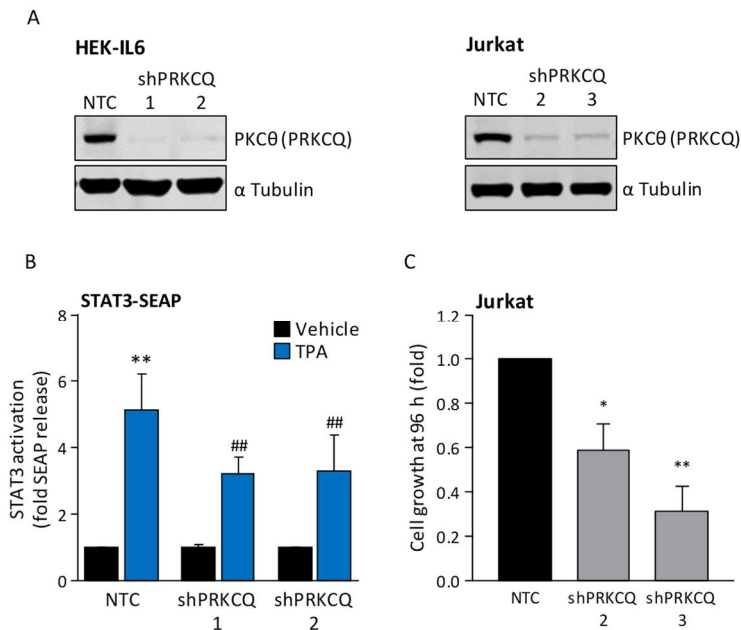 A
HEK-IL6
shPRKCQ
NTC 1 2
PKCθ (PRKCQ)
α Tubulin
Jurkat
shPRKCQ
NTC 2 3
PKCθ (PRKCQ)
α Tubulin
B
STAT3-SEAP
Vehicle
TPA
STAT3 activation
(fold SEAP release)
8
6
4
2
0
**
##
##
NTC shPRKCQ shPRKCQ
1 2
C
Jurkat
Cell growth at 96 h (fold)
1.2
1.0
0.8
0.6
0.4
0.2
0.0
*
**
NTC shPRKCQ shPRKCQ
2 3